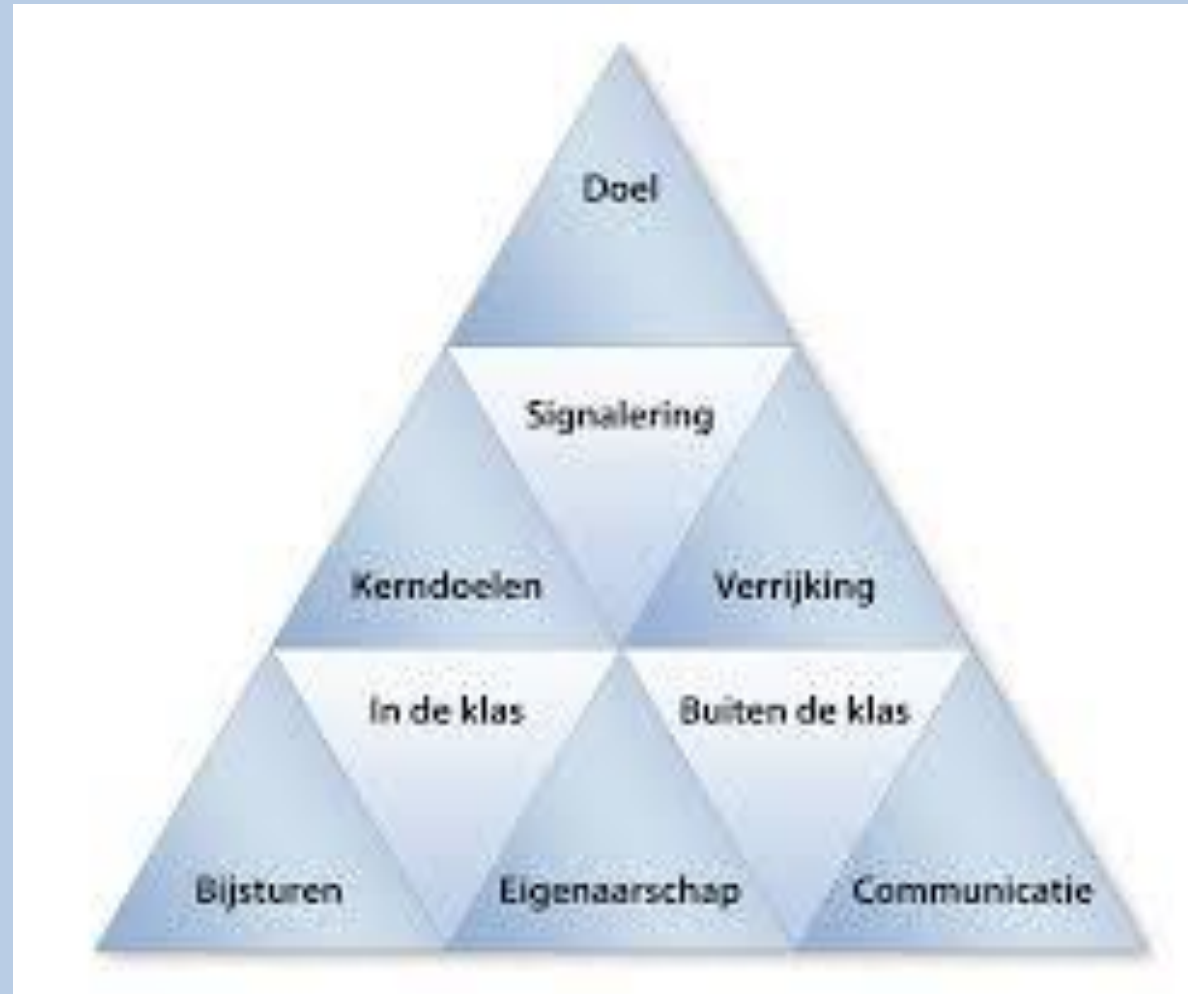 Doel
Signalering
Kerndoelen
Verrijking
In de klas
Buiten de klas
Bijsturen
Eigenaarschap
Communicatie